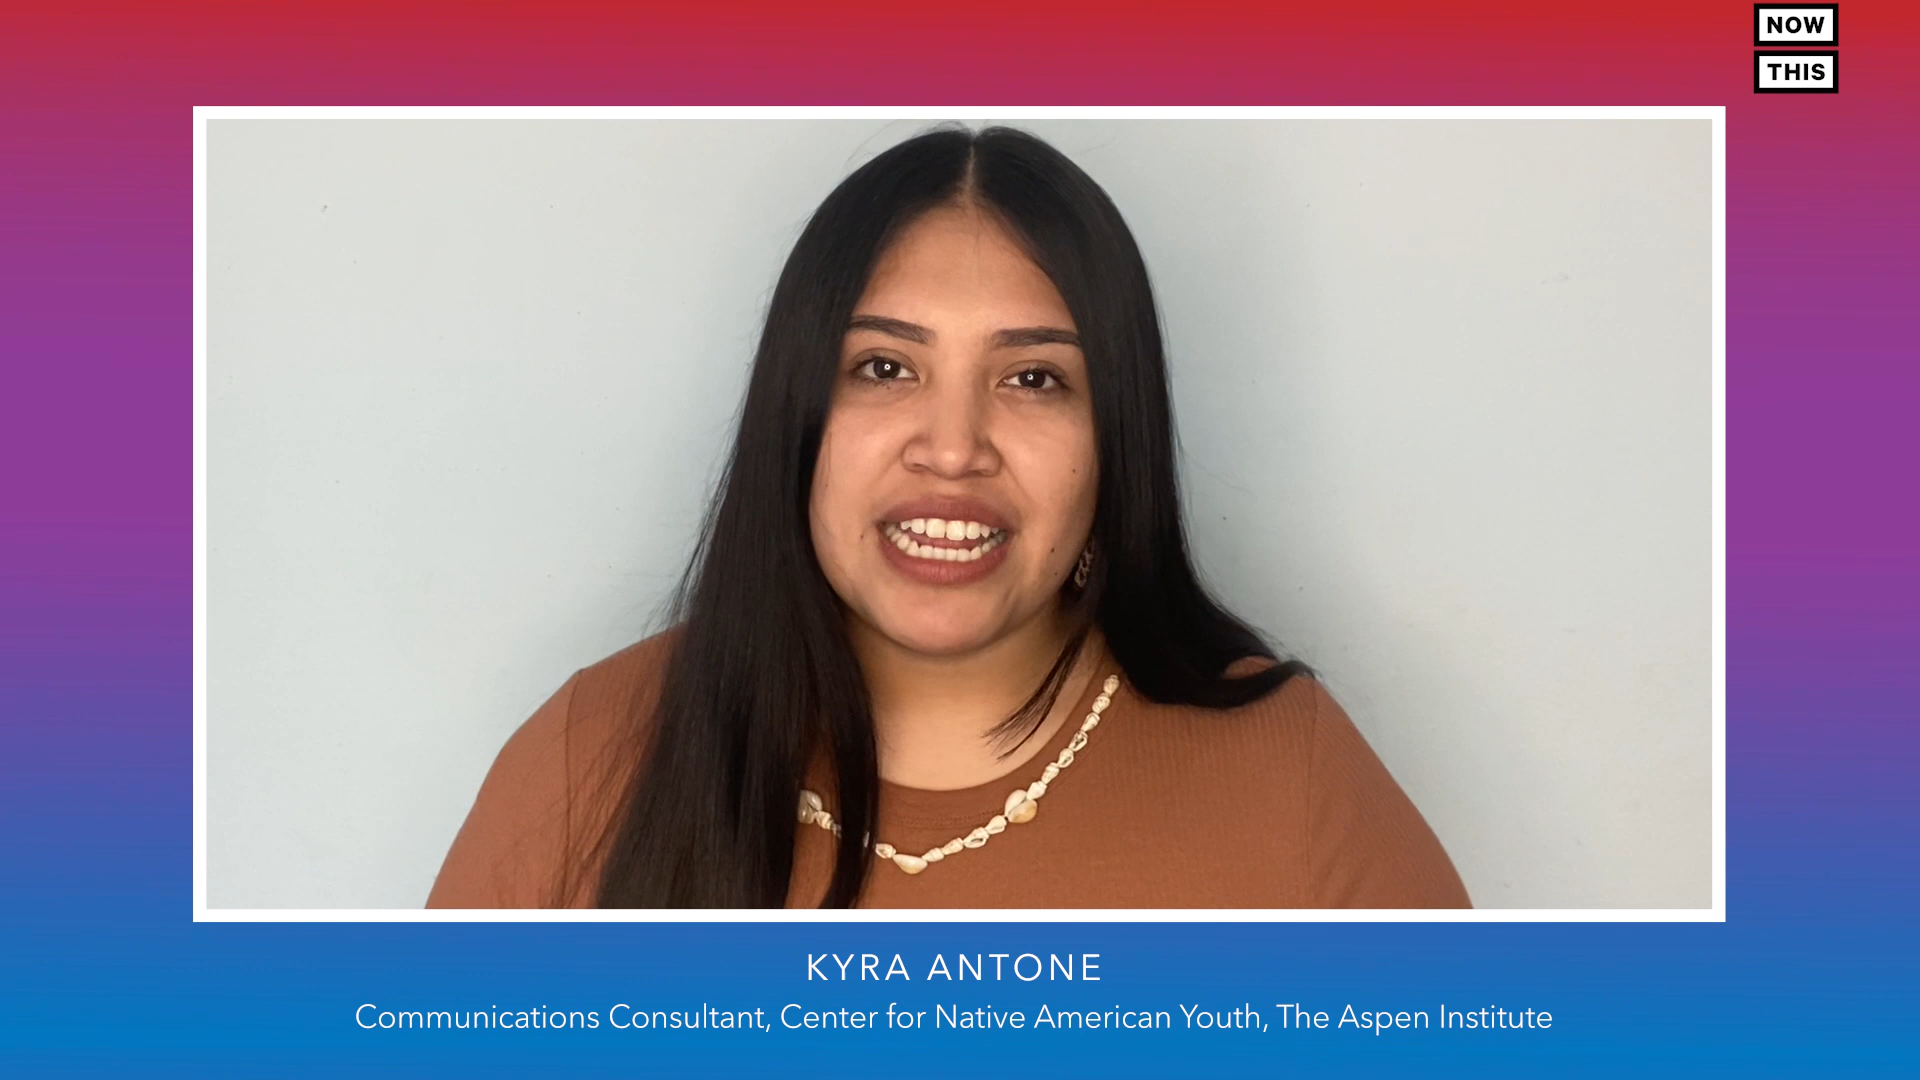 NOW
THIS
KYRA ANTONE
Communications Consultant, Center for Native American Youth, The Aspen Institute